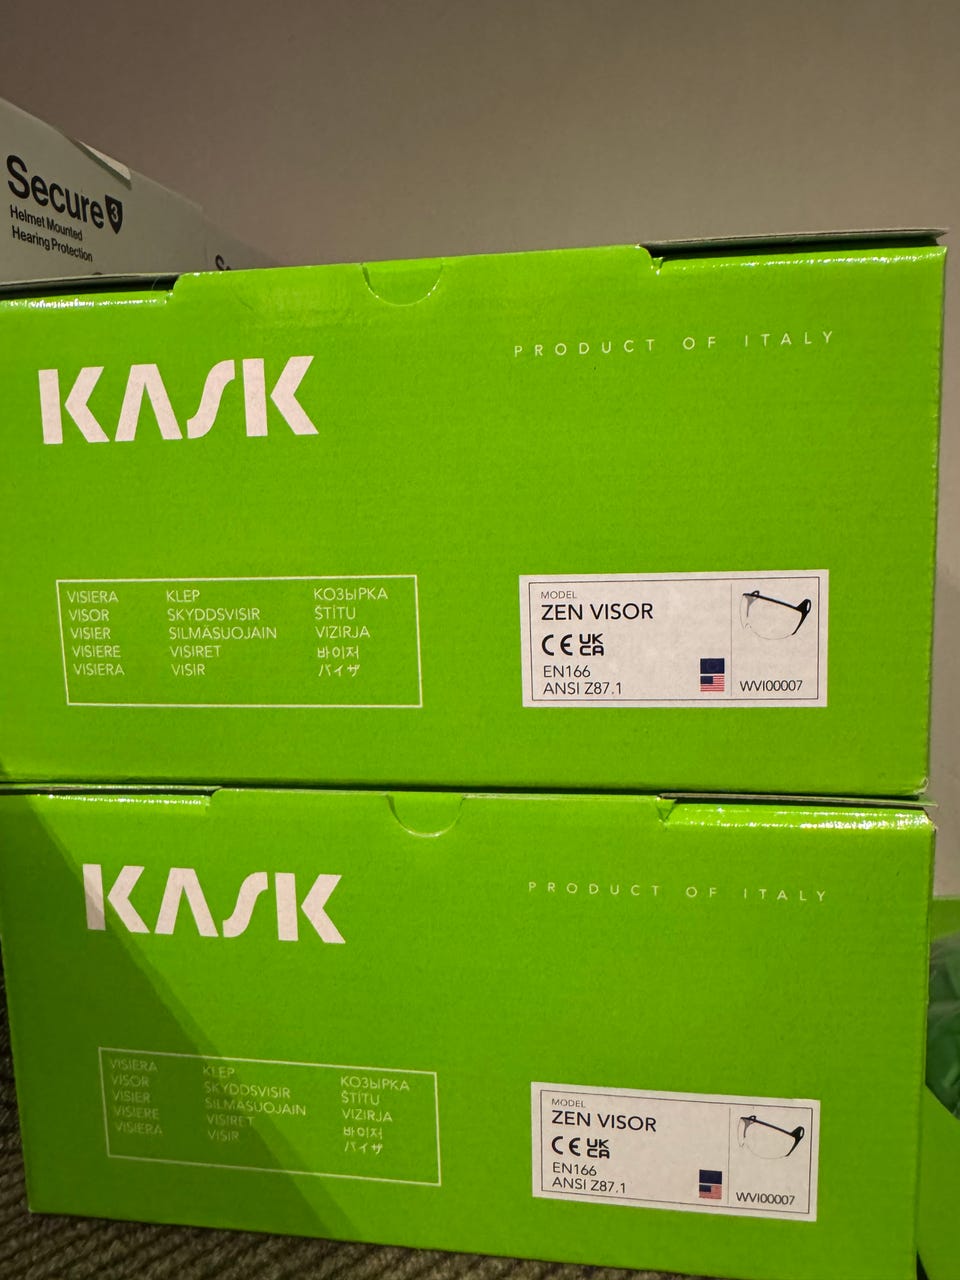 Secure 3
Helmet Mounted
Hearing Protection
KASK
PRODUCT OF ITALY
VISIERA
VISOR
VISIER
VISIERE
VISIERA
KLEP
SKYDDSVISIR
SILMÄSUOJAIN
VISIRET
VISIR
КОЗЫРКА
ŠTÍTU
VIZIRJA
바이저
バイザ
MODEL
ZEN VISOR
CE UK CA
EN166
ANSI Z87.1
WVI00007
KASK
PRODUCT OF ITALY
VISIERA
VISOR
VISIER
VISIERE
VISIERA
KLEP
SKYDDSVISIR
SILMÄSUOJAIN
VISIRET
VISIR
КОЗЫРКА
ŠTÍTU
VIZIRJA
바이저
バイザ
MODEL
ZEN VISOR
CE UK CA
EN166
ANSI Z87.1
WVI00007